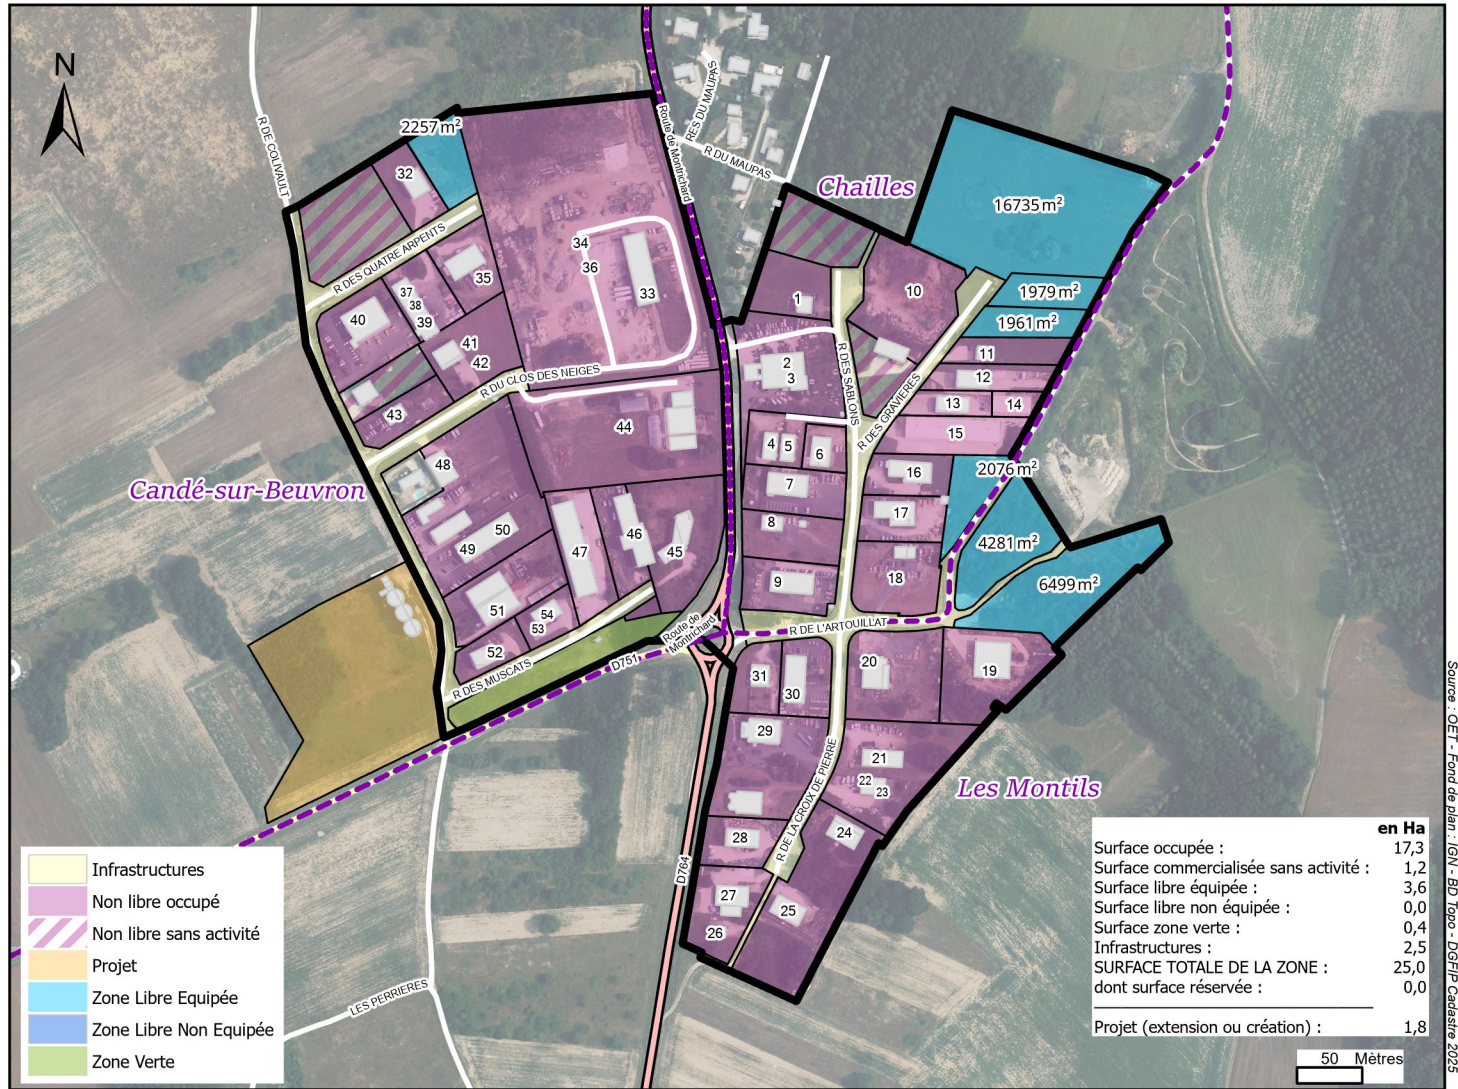 N
R DE COLIVAULT
2257 m²
32
R DES QUATRE ARPENTS
35
37
38
39
40
41
42
43
R DU CLOS DES NEIGES
34
36
33
44
Route de Montrichard
RES DU MAUPAS
R DU MAUPAS
Chailles
16735 m²
1979 m²
1961 m²
1
10
2
3
R DES SABLONS
R DES GRAVIERES
11
12
13
14
15
4
5
6
7
8
9
16
17
18
2076 m²
4281 m²
6499 m²
Candé-sur-Beuvron
48
50
49
47
46
45
51
54
53
52
R DES MUSCATS
D751
Route de
Montrichard
R DE L'ARTOUILLAT
31
30
20
19
29
21
22
23
24
28
27
26
25
R DE LA CROIX DE PIERRE
D764
Les Montils
LES PERRIERES
Infrastructures
Non libre occupé
Non libre sans activité
Projet
Zone Libre Equipée
Zone Libre Non Equipée
Zone Verte
en Ha
Surface occupée : 17,3
Surface commercialisée sans activité : 1,2
Surface libre équipée : 3,6
Surface libre non équipée : 0,0
Surface zone verte : 0,4
Infrastructures : 2,5
SURFACE TOTALE DE LA ZONE : 25,0
dont surface réservée : 0,0
Projet (extension ou création) : 1,8
50 Mètres
Source : OET - Fond de plan : IGN - BD Topo - DGFIP Cadastre 2025